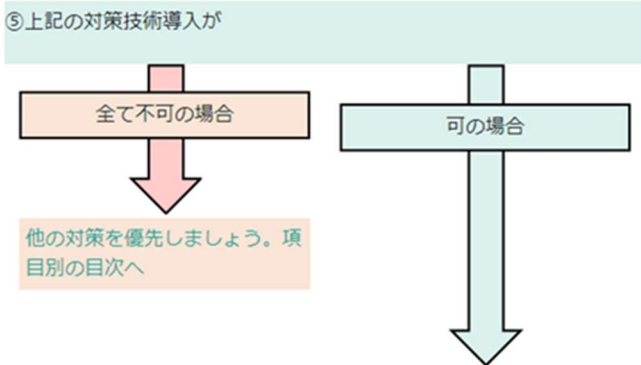 ⑤上記の対策技術導入が
全て不可の場合
可の場合
他の対策を優先しましょう。項
目別の目次へ